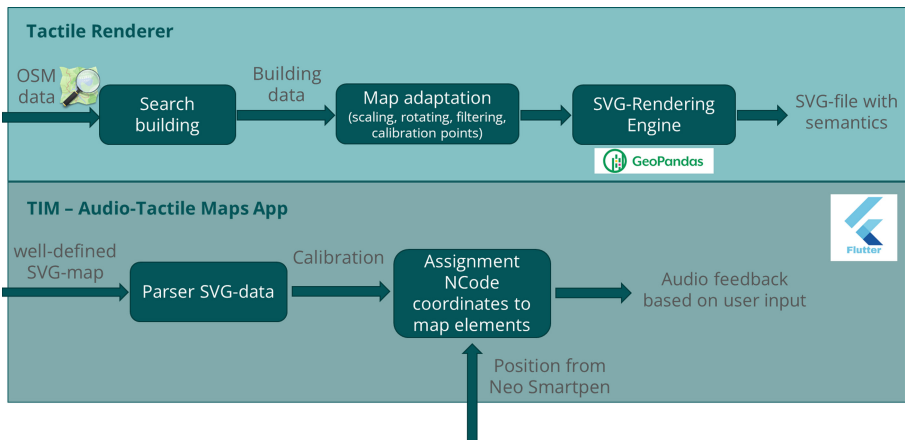 Tactile Renderer
OSM
data
Search
building
Building
data
Map adaptation
(scaling, rotating, filtering,
calibration points)
SVG-Rendering
Engine
GeoPandas
SVG-file with
semantics
TIM – Audio-Tactile Maps App
Flutter
well-defined
SVG-map
Parser SVG-data
Calibration
Assignment
NCode
coordinates to
map elements
Audio feedback
based on user input
Position from
Neo Smartpen